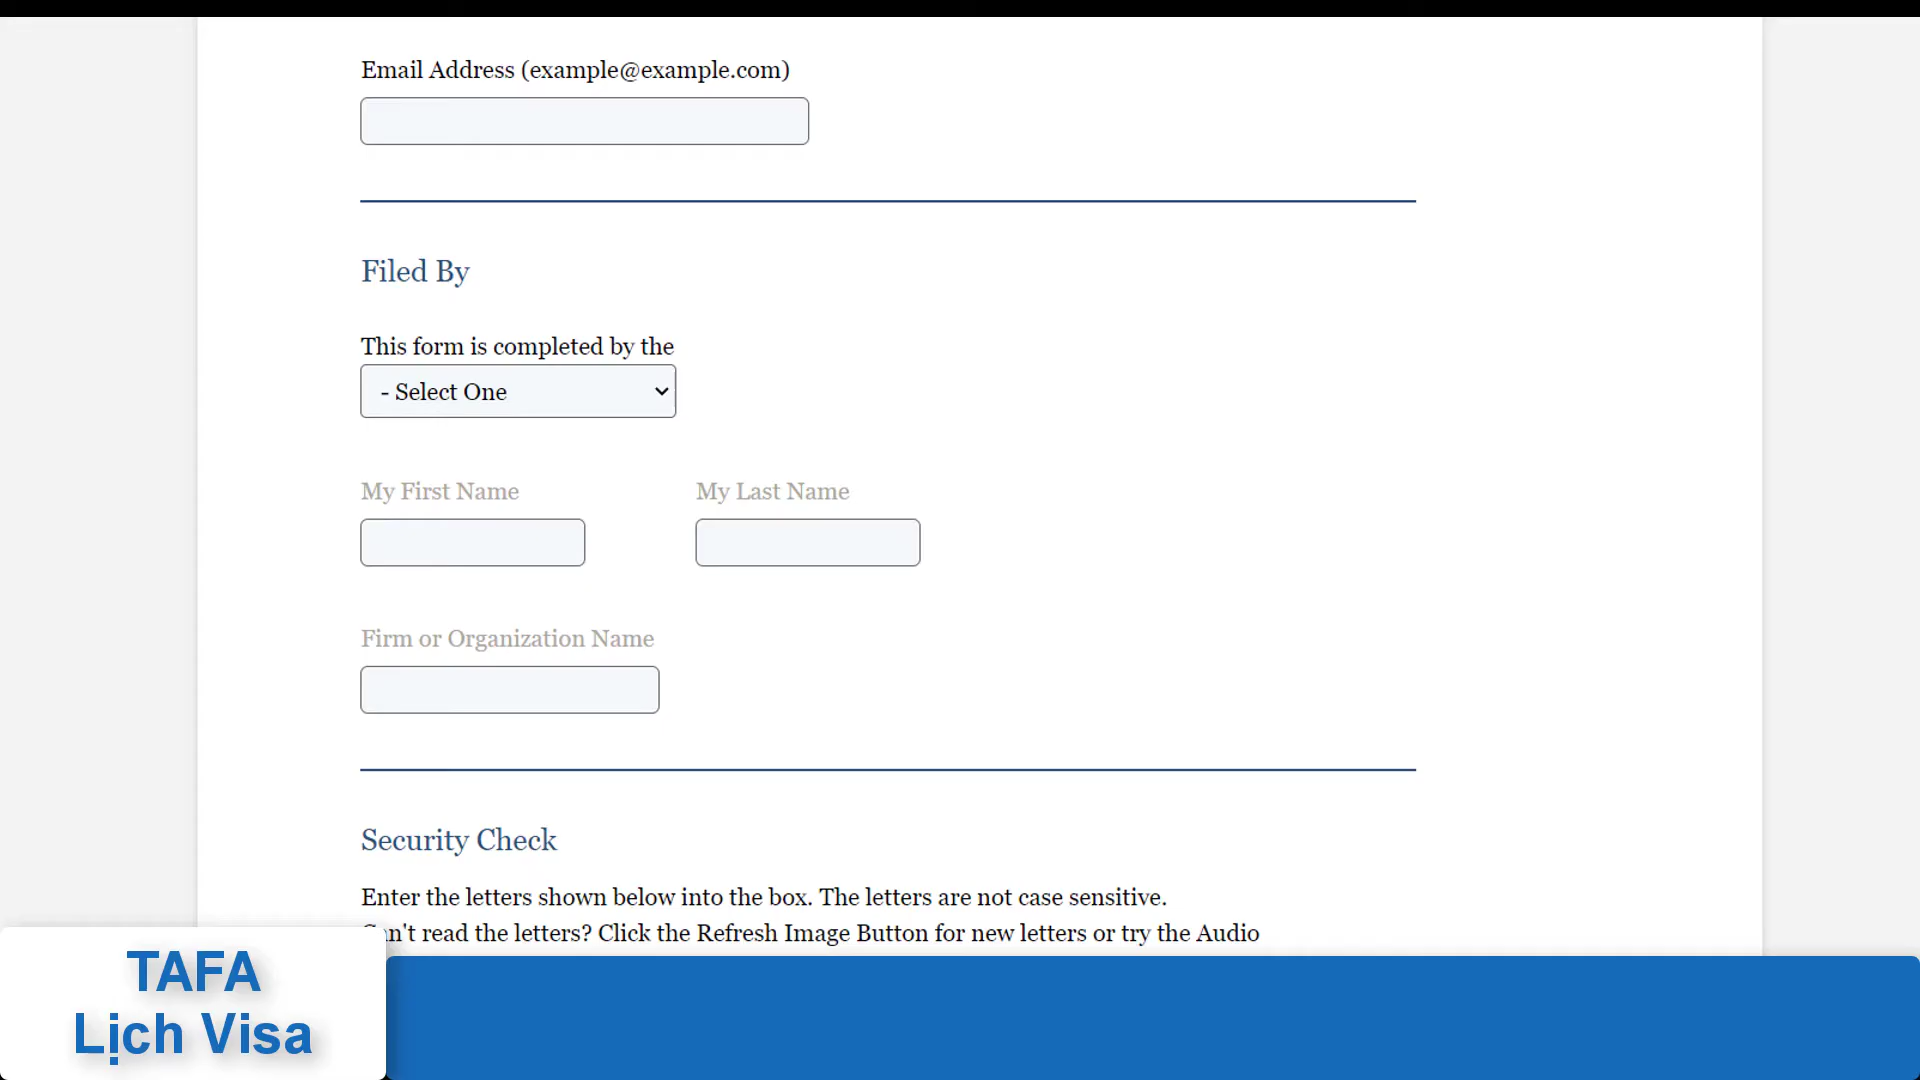 Email Address (example@example.com)
Filed By
This form is completed by the
- Select One
My First Name My Last Name
Firm or Organization Name
Security Check
Enter the letters shown below into the box. The letters are not case sensitive.
Can't read the letters? Click the Refresh Image Button for new letters or try the Audio
TAFA
Lịch Visa